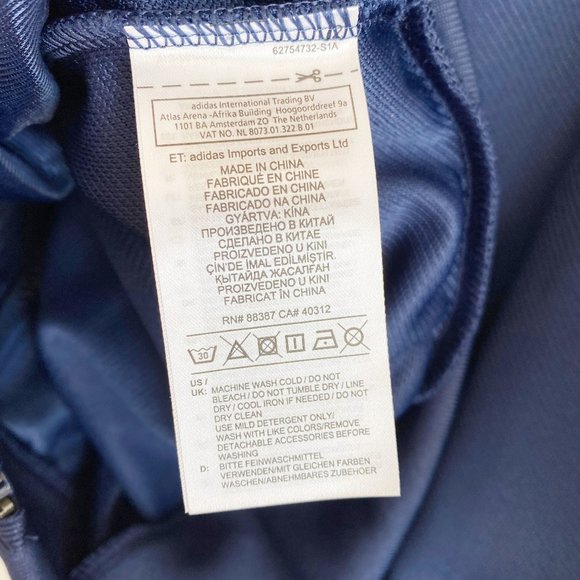 62754732-S1A
adidas International Trading BV
Atlas Arena -Afrika Building Hoogoorddreef 9a
1101 BA Amsterdam ZO The Netherlands
VAT NO. NL 8073.01.322.B.01
ET: adidas Imports and Exports Ltd
MADE IN CHINA
FABRIQUÉ EN CHINE
FABRICADO EN CHINA
FABRICADO NA CHINA
GYÁRTVA: KÍNA
ПРОИЗВЕДЕНО В КИТАЙ
СДЕЛАНО В КИТАЕ
PROIZVEDENO U KINI
ÇİN'DE İMAL EDİLMİŞTİR.
ҚЫТАЙДА ЖАСАЛҒАН
PROIZVEDENO U KINI
FABRICAT IN CHINA
RN# 88387 CA# 40312
30
US /
UK: MACHINE WASH COLD / DO NOT
BLEACH / DO NOT TUMBLE DRY / LINE
DRY / COOL IRON IF NEEDED / DO NOT
DRY CLEAN
USE MILD DETERGENT ONLY/
WASH WITH LIKE COLORS/REMOVE
DETACHABLE ACCESSORIES BEFORE
WASHING
D: BITTE FEINWASCHMITTEL
VERWENDEN/MIT GLEICHEN FARBEN
WASCHEN/ABNEHMBARES ZUBEHOER